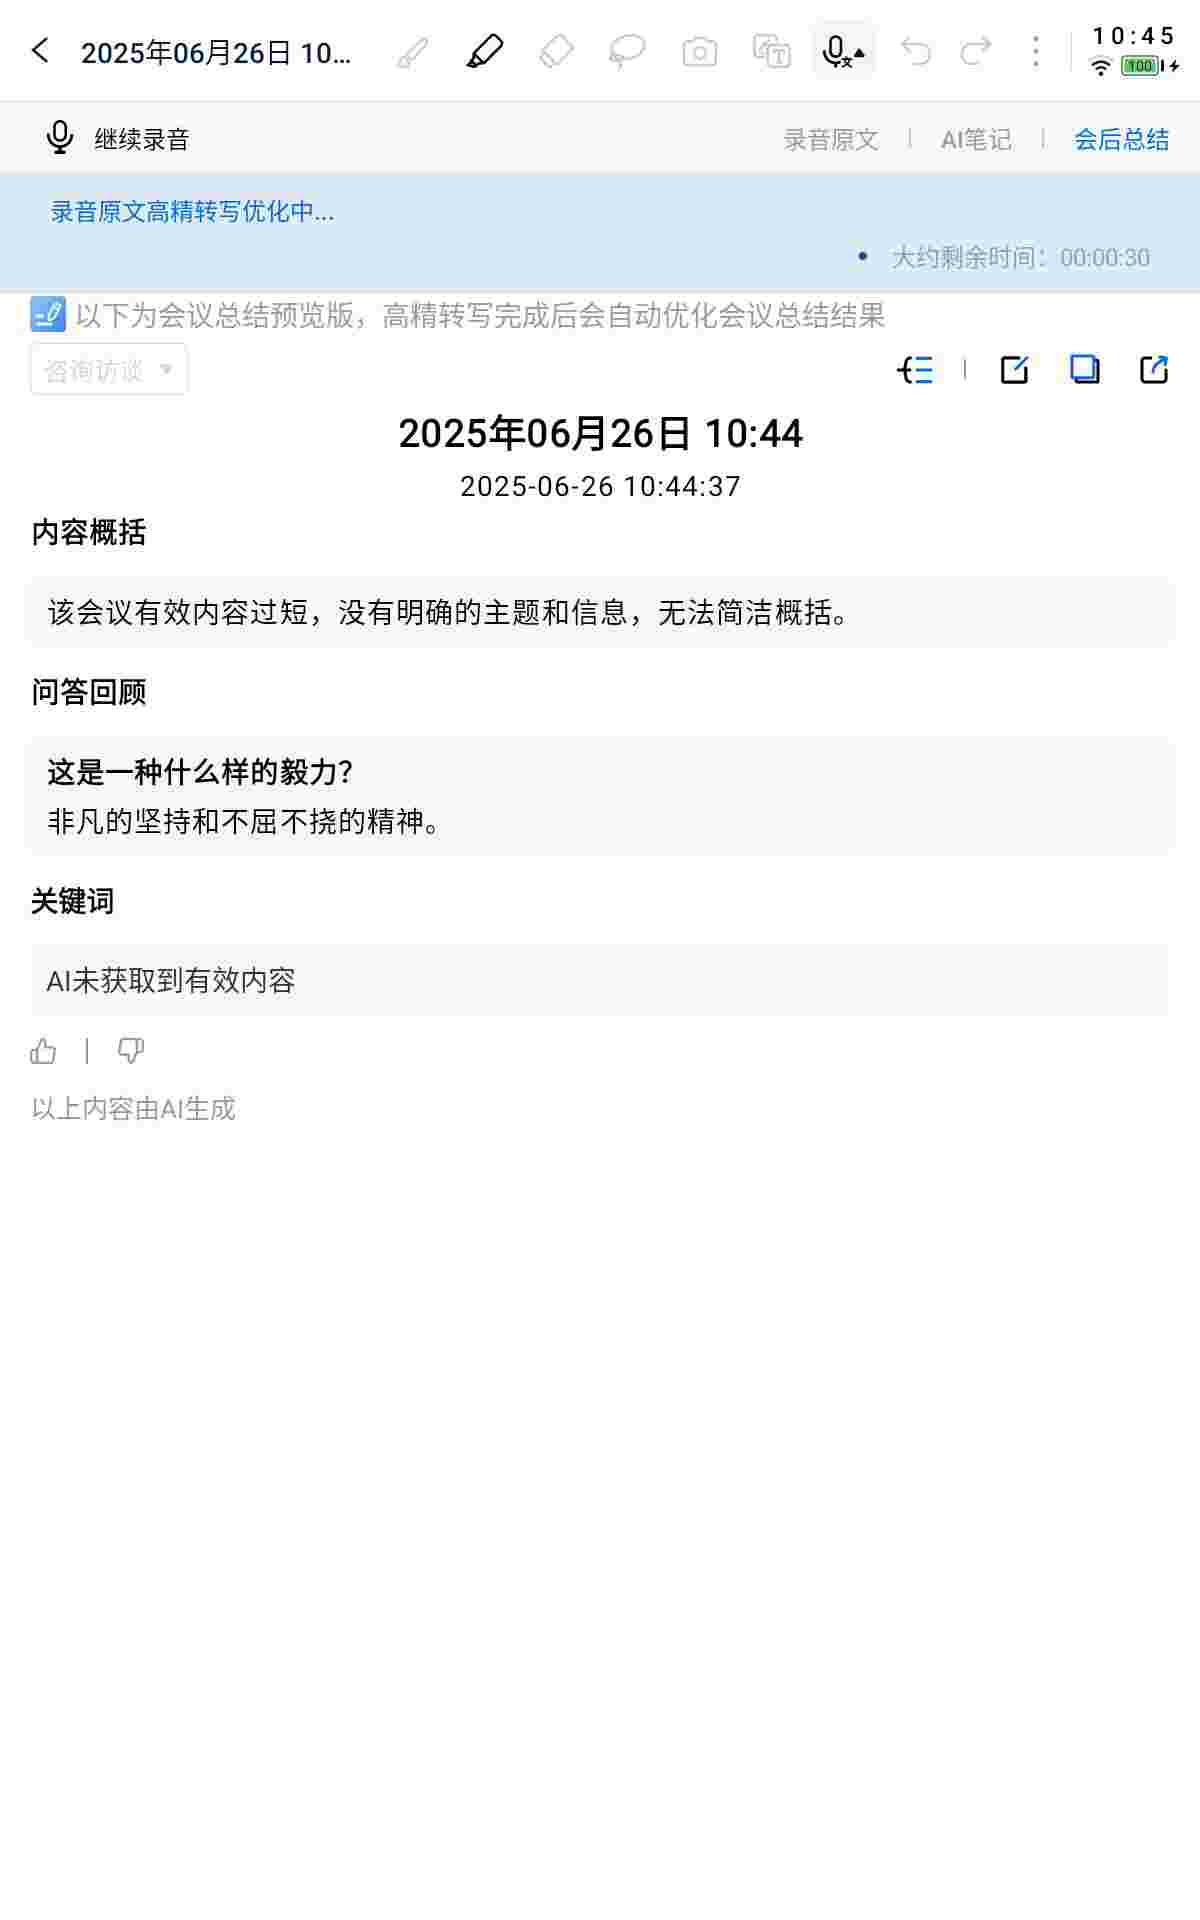 2025年06月26日 10...
10:45
100
继续录音
录音原文
AI笔记
会后总结
录音原文高精转写优化中...
大约剩余时间：00:00:30
以下为会议总结预览版，高精转写完成后会自动优化会议总结结果
咨询访谈
2025年06月26日 10:44
2025-06-26 10:44:37
内容概括
该会议有效内容过短，没有明确的主题和信息，无法简洁概括。
问答回顾
这是一种什么样的毅力？
非凡的坚持和不屈不挠的精神。
关键词
AI未获取到有效内容
以上内容由AI生成